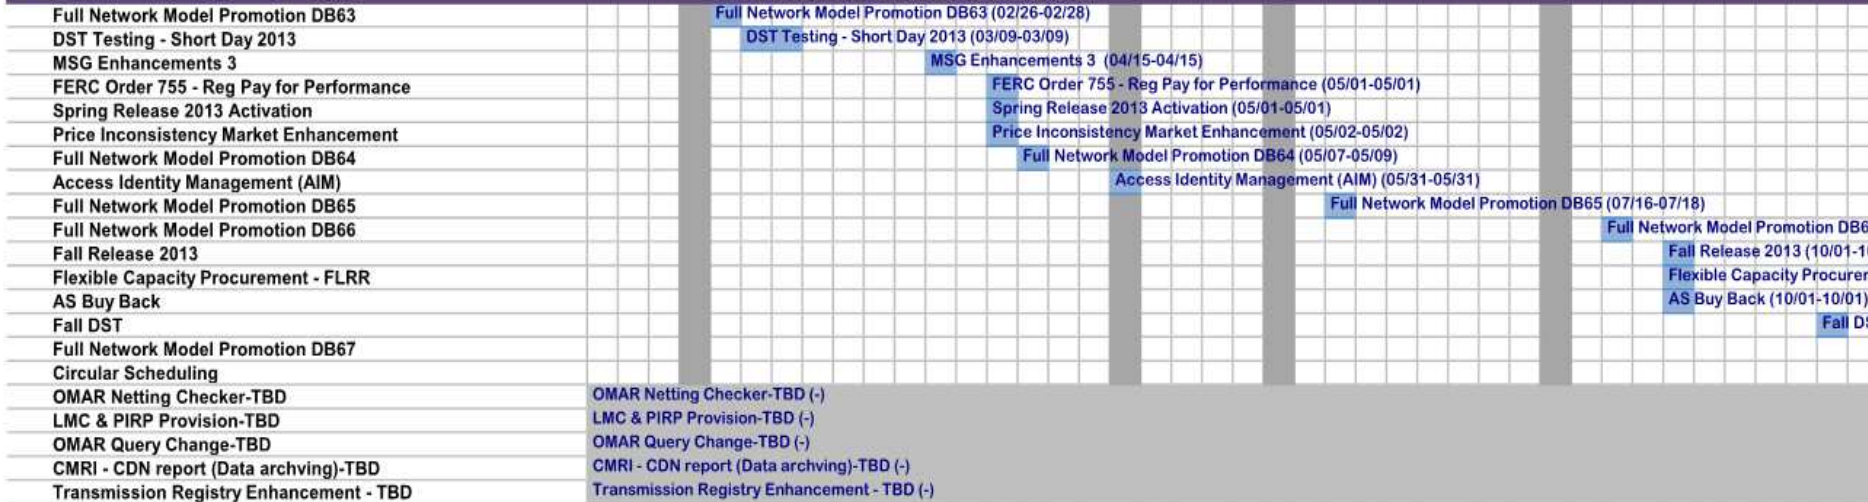 Full Network Model Promotion DB63 Full Network Model Promotion DB63 (02/26-02/28)
DST Testing - Short Day 2013 DST Testing - Short Day 2013 (03/09-03/09)
MSG Enhancements 3 MSG Enhancements 3 (04/15-04/15)
FERC Order 755 - Reg Pay for Performance FERC Order 755 - Reg Pay for Performance (05/01-05/01)
Spring Release 2013 Activation Spring Release 2013 Activation (05/01-05/01)
Price Inconsistency Market Enhancement Price Inconsistency Market Enhancement (05/02-05/02)
Full Network Model Promotion DB64 Full Network Model Promotion DB64 (05/07-05/09)
Access Identity Management (AIM) Access Identity Management (AIM) (05/31-05/31)
Full Network Model Promotion DB65 Full Network Model Promotion DB65 (07/16-07/18)
Full Network Model Promotion DB66 Full Network Model Promotion DB6
Fall Release 2013 Fall Release 2013 (10/01-1
Flexible Capacity Procurement - FLRR Flexible Capacity Procurem
AS Buy Back AS Buy Back (10/01-10/01)
Fall DST Fall DS
Full Network Model Promotion DB67
Circular Scheduling
OMAR Netting Checker-TBD OMAR Netting Checker-TBD (-)
LMC & PIRP Provision-TBD LMC & PIRP Provision-TBD (-)
OMAR Query Change-TBD OMAR Query Change-TBD (-)
CMRI - CDN report (Data archving)-TBD CMRI - CDN report (Data archving)-TBD (-)
Transmission Registry Enhancement - TBD Transmission Registry Enhancement - TBD (-)